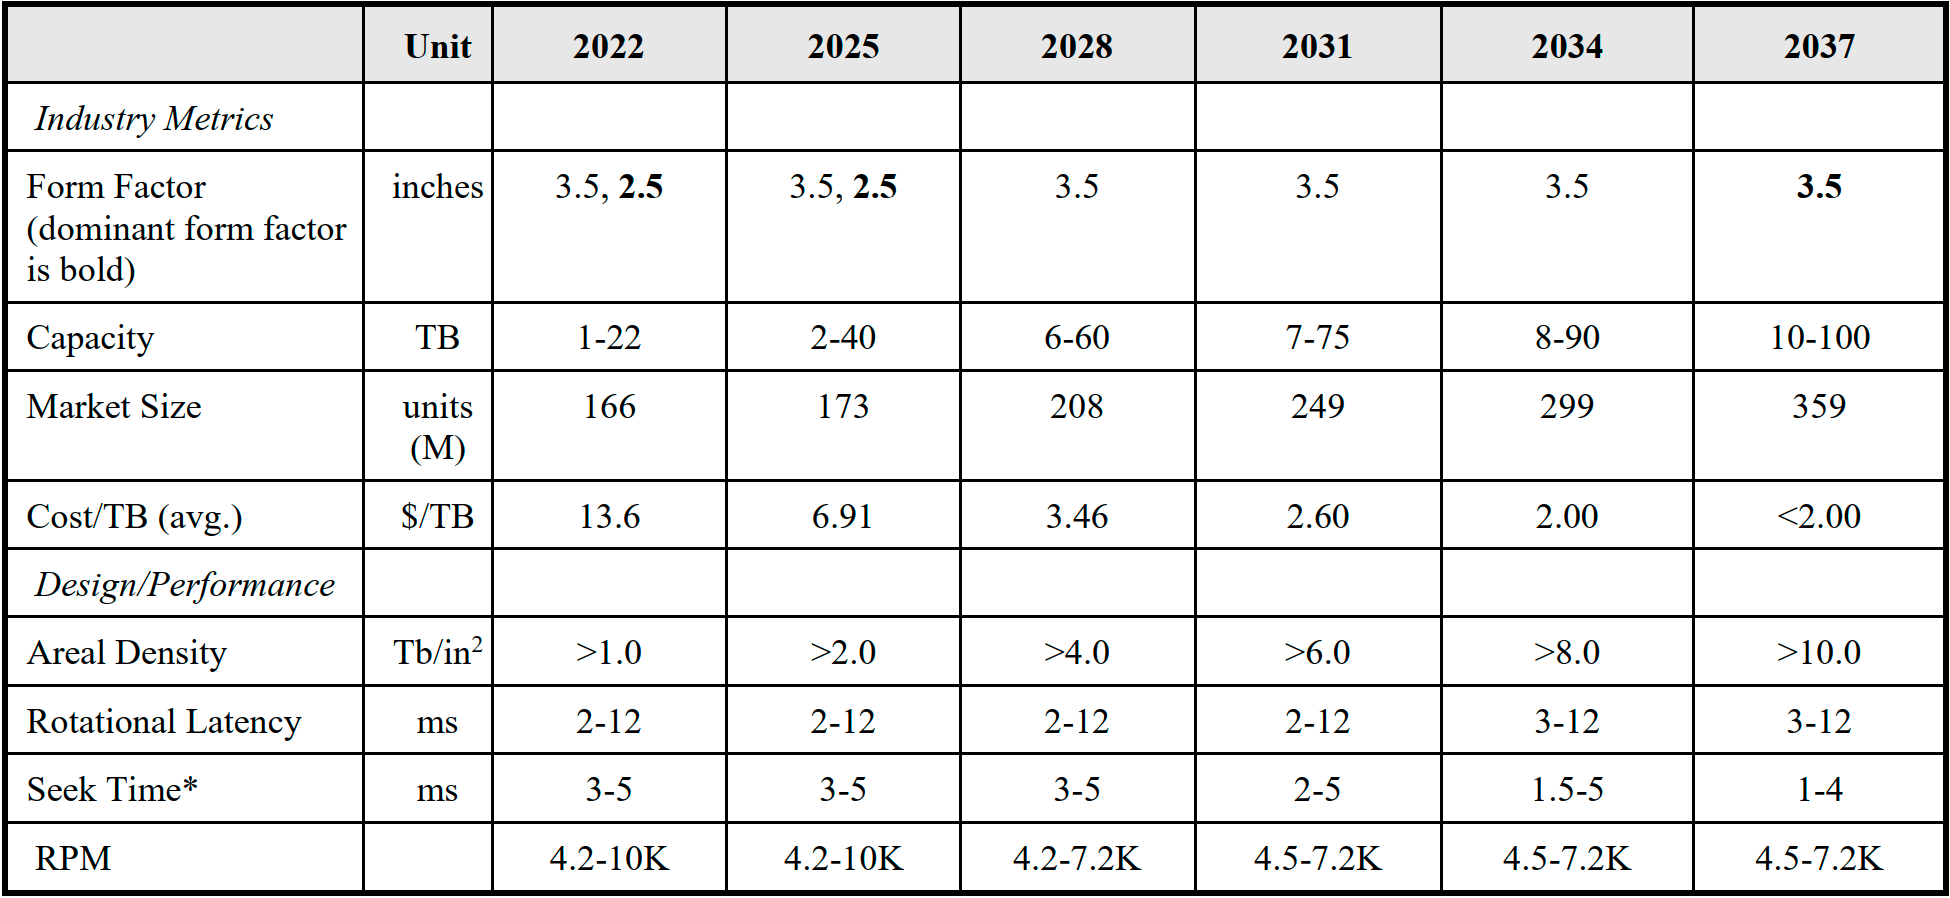 Unit 2022 2025 2028 2031 2034 2037
Industry Metrics
Form Factor inches 3.5, 2.5 3.5, 2.5 3.5 3.5 3.5 3.5
(dominant form factor
is bold)
Capacity TB 1-22 2-40 6-60 7-75 8-90 10-100
Market Size units 166 173 208 249 299 359
(M)
Cost/TB (avg.) $/TB 13.6 6.91 3.46 2.60 2.00 <2.00
Design/Performance
Areal Density Tb/in² >1.0 >2.0 >4.0 >6.0 >8.0 >10.0
Rotational Latency ms 2-12 2-12 2-12 2-12 3-12 3-12
Seek Time* ms 3-5 3-5 3-5 2-5 1.5-5 1-4
RPM 4.2-10K 4.2-10K 4.2-7.2K 4.5-7.2K 4.5-7.2K 4.5-7.2K